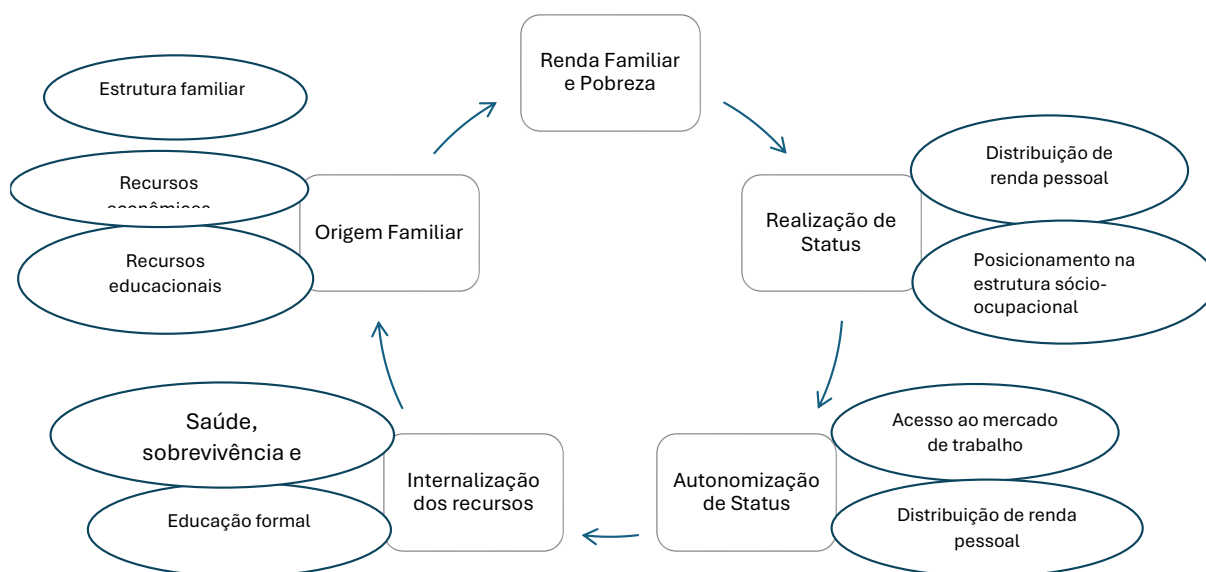 Renda Familiar
e Pobreza
Estrutura familiar
Distribuição de
renda pessoal
Recursos
econômicos
Origem Familiar
Realização de
Status
Recursos
educacionais
Posicionamento na
estrutura sócio-
ocupacional
Saúde,
sobrevivência e
Acesso ao mercado
de trabalho
Internalização
dos recursos
Autonomização
de Status
Educação formal
Distribuição de renda
pessoal